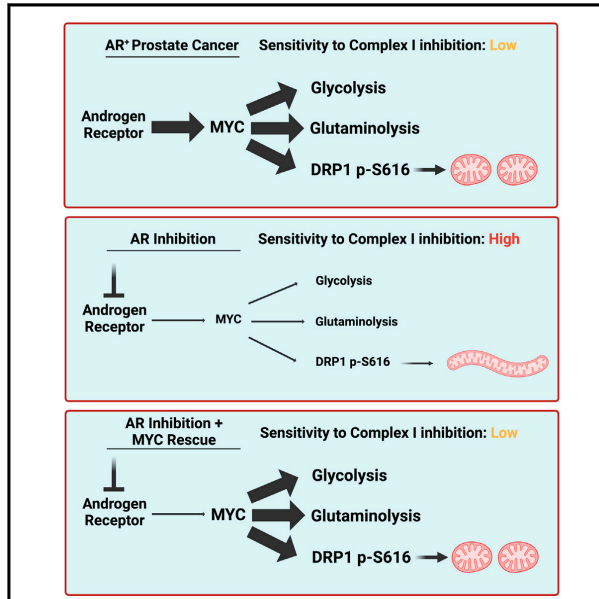 AR⁺ Prostate Cancer
Sensitivity to Complex I inhibition: Low
Androgen
Receptor
MYC
Glycolysis
Glutaminolysis
DRP1 p-S616
AR Inhibition
Sensitivity to Complex I inhibition: High
Androgen
Receptor
MYC
Glycolysis
Glutaminolysis
DRP1 p-S616
AR Inhibition +
MYC Rescue
Sensitivity to Complex I inhibition: Low
Androgen
Receptor
MYC
Glycolysis
Glutaminolysis
DRP1 p-S616